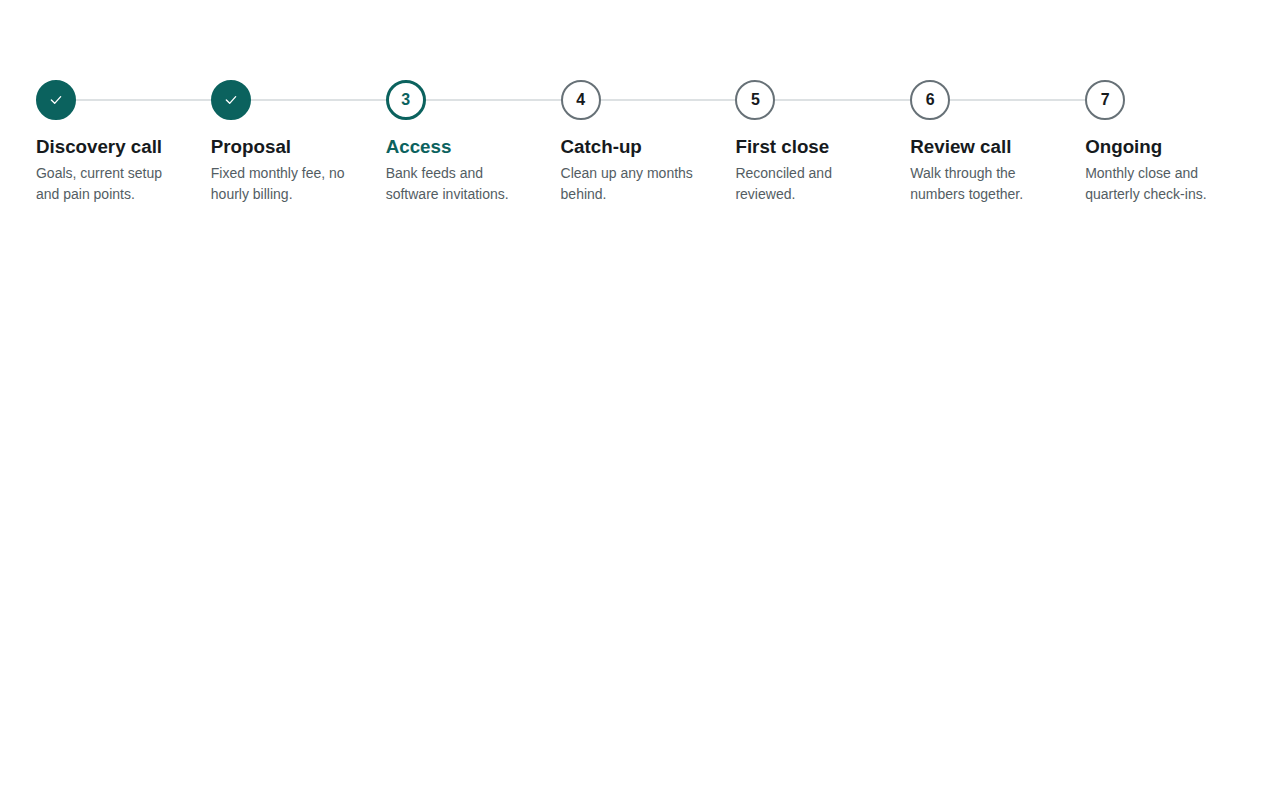 3
4
5
6
7
Discovery call
Goals, current setup
and pain points.
Proposal
Fixed monthly fee, no
hourly billing.
Access
Bank feeds and
software invitations.
Catch-up
Clean up any months
behind.
First close
Reconciled and
reviewed.
Review call
Walk through the
numbers together.
Ongoing
Monthly close and
quarterly check-ins.